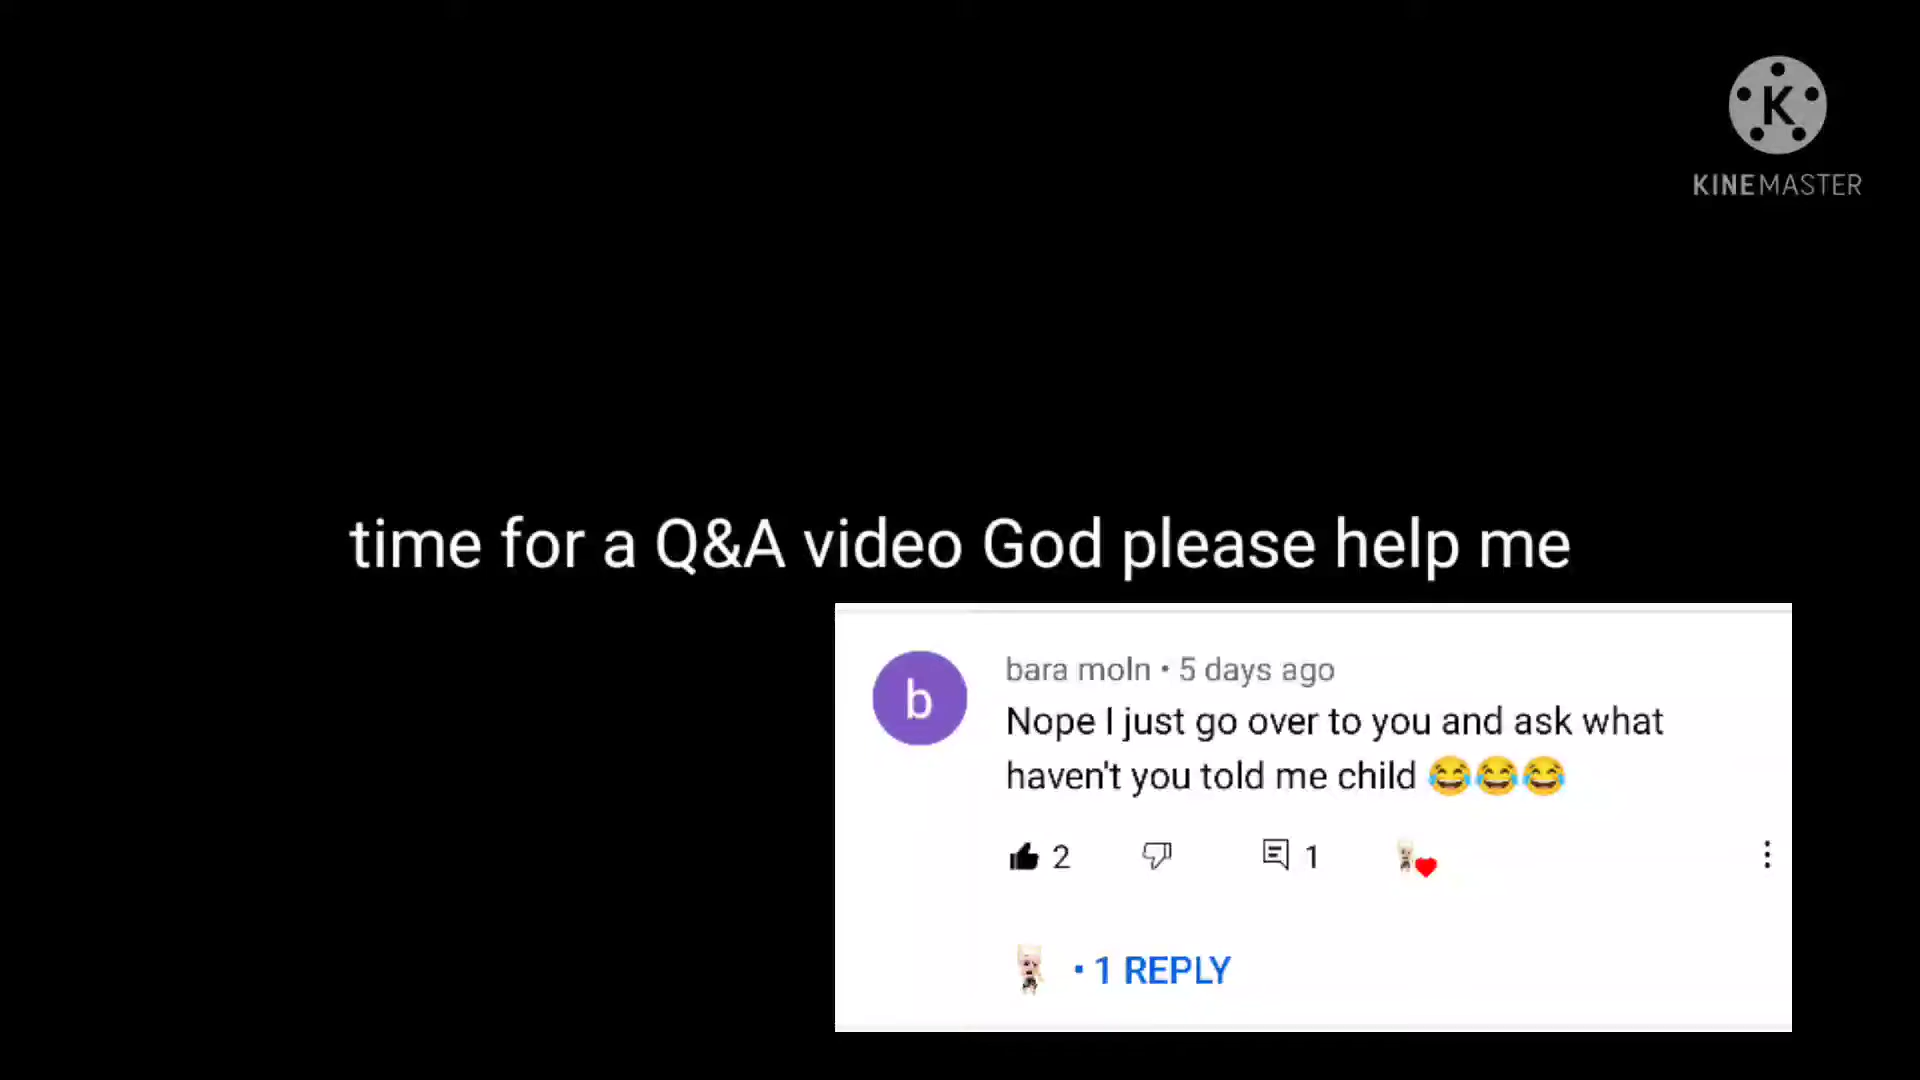 K
KINEMASTER
time for a Q&A video God please help me
b
bara moln • 5 days ago
Nope I just go over to you and ask what
haven't you told me child 😂😂😂
2
1
• 1 REPLY